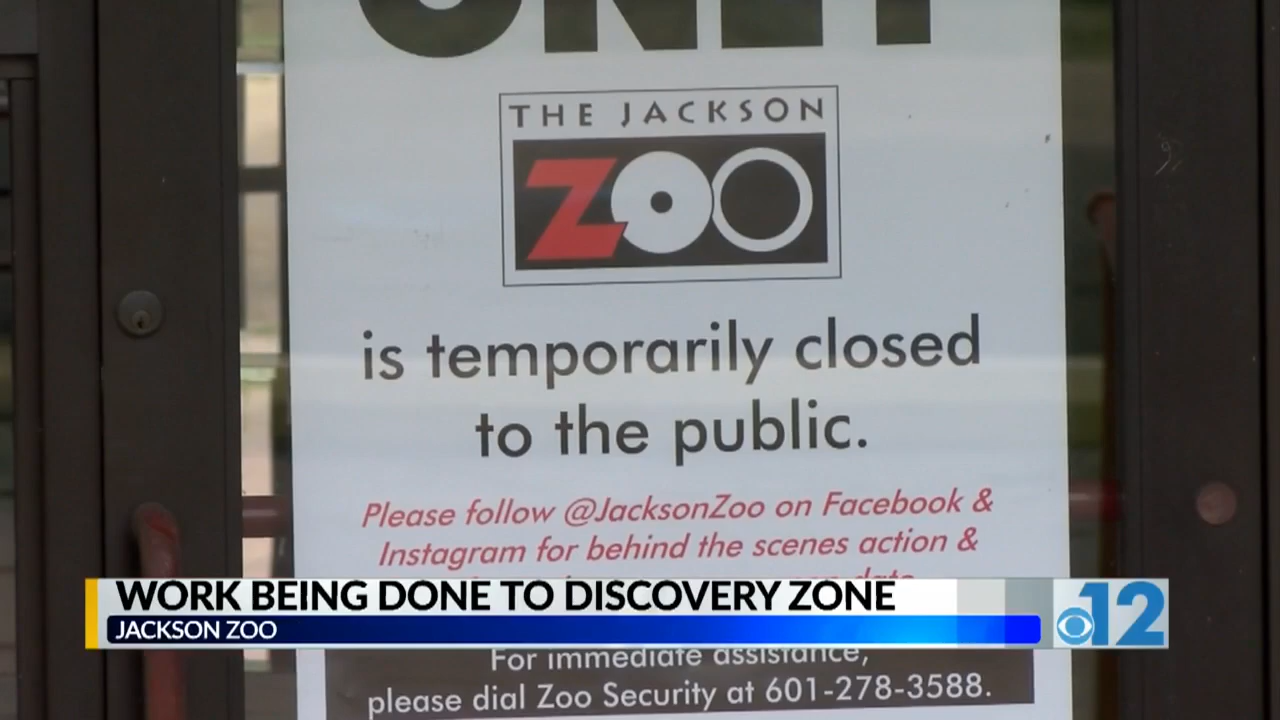 THE JACKSON
ZOO
is temporarily closed
to the public.
Please follow @JacksonZoo on Facebook &
Instagram for behind the scenes action &
WORK BEING DONE TO DISCOVERY ZONE
JACKSON ZOO
12
For immediate assistance,
please dial Zoo Security at 601-278-3588.